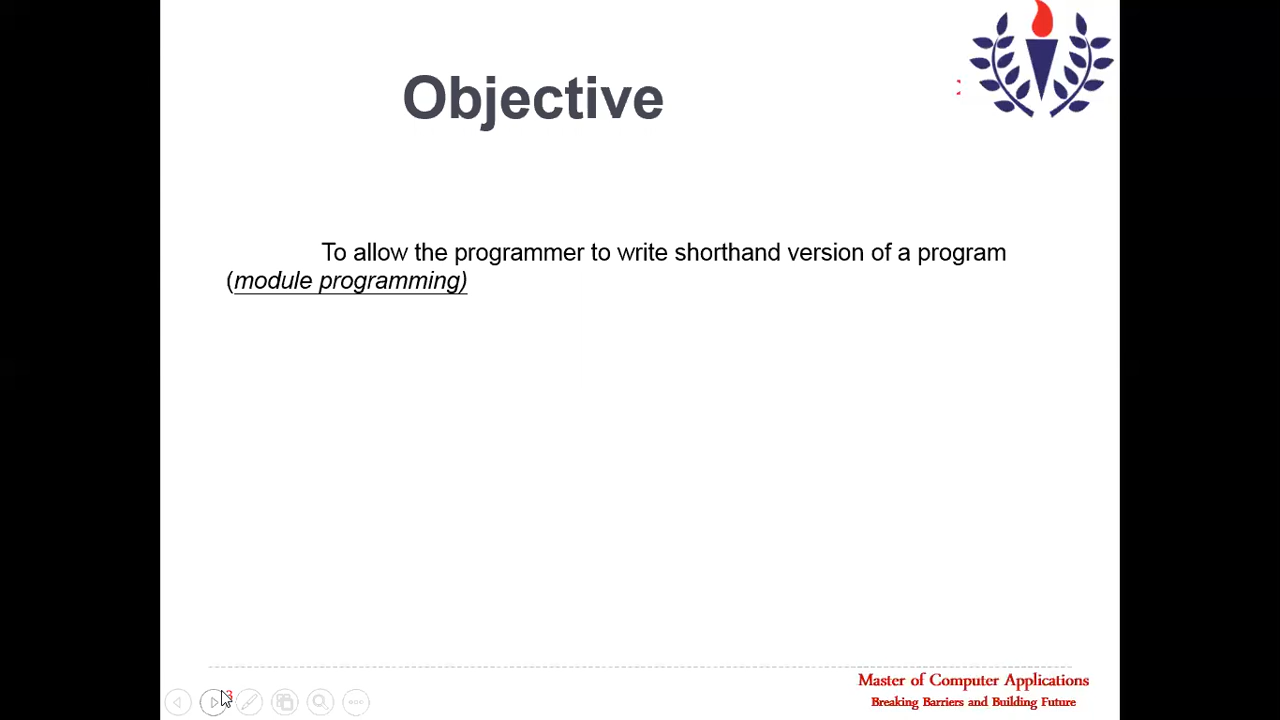 Objective
To allow the programmer to write shorthand version of a program
(module programming)
3
Master of Computer Applications
Breaking Barriers and Building Future